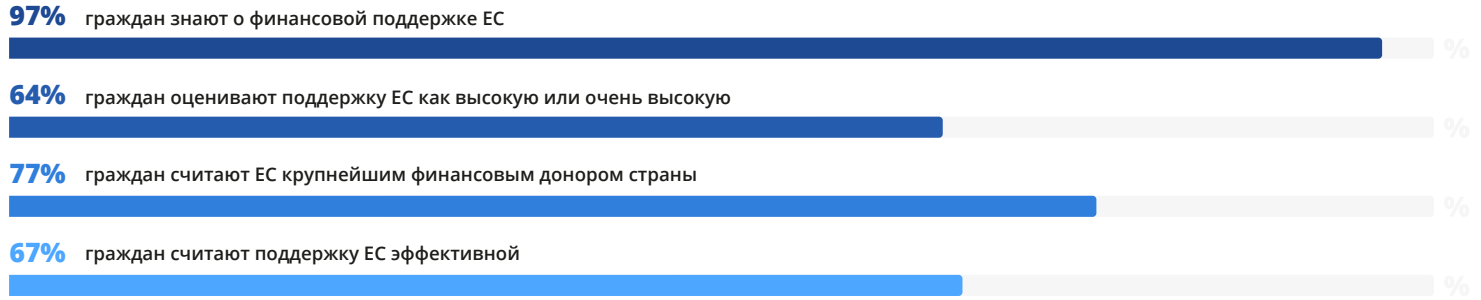 97% граждан знают о финансовой поддержке ЕС
%
64% граждан оценивают поддержку ЕС как высокую или очень высокую
%
77% граждан считают ЕС крупнейшим финансовым донором страны
%
67% граждан считают поддержку ЕС эффективной
%